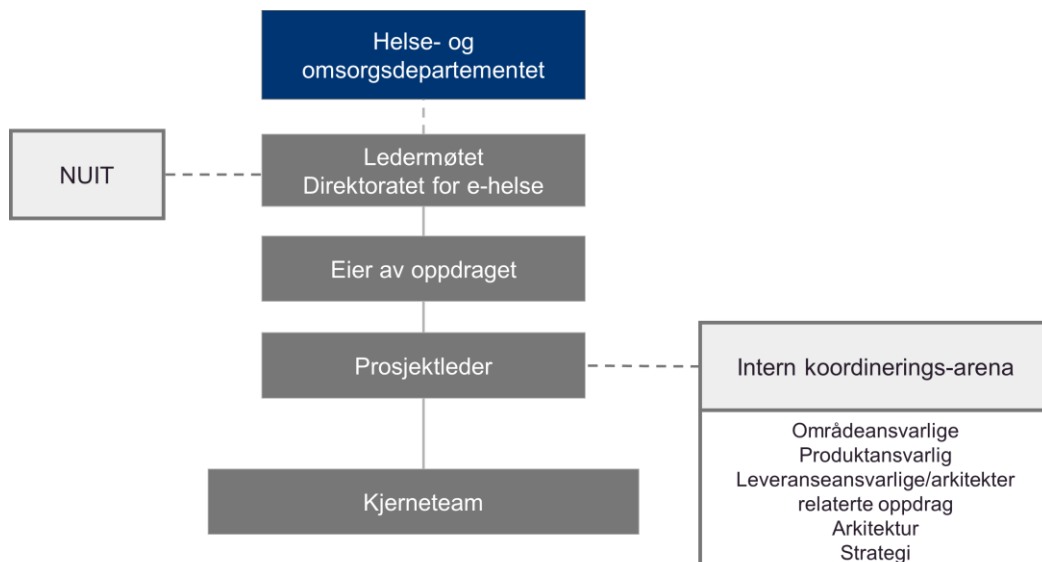 Helse- og
omsorgsdepartementet
NUIT
Ledermøtet
Direktoratet for e-helse
Eier av oppdraget
Prosjektleder
Intern koordinerings-arena
Områdeansvarlige
Produktansvarlig
Leveranseansvarlige/arkitekter
relaterte oppdrag
Arkitektur
Strategi
Kjerneteam